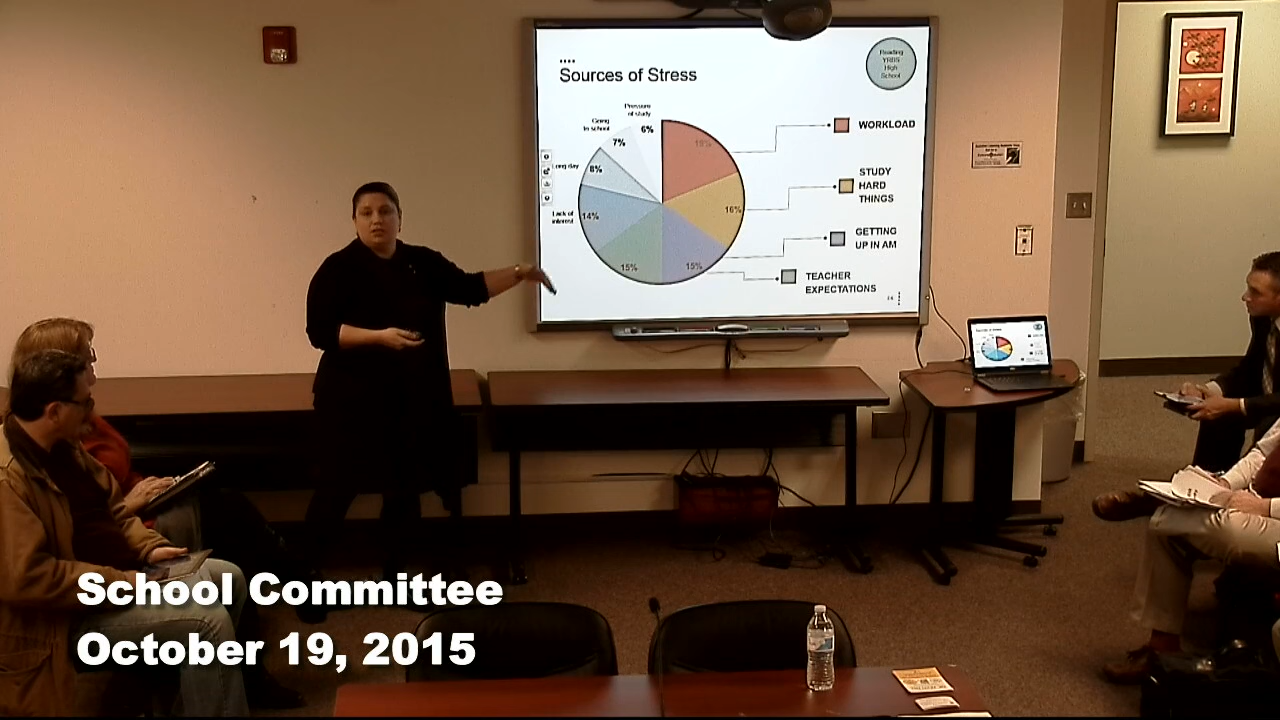 Sources of Stress
Reading
YRBS
High
School
Pressure
of study
6%
Going
to school
7%
Long day
8%
Lack of
interest
14%
15%
15%
16%
19%
WORKLOAD
STUDY
HARD
THINGS
GETTING
UP IN AM
TEACHER
EXPECTATIONS
School Committee
October 19, 2015